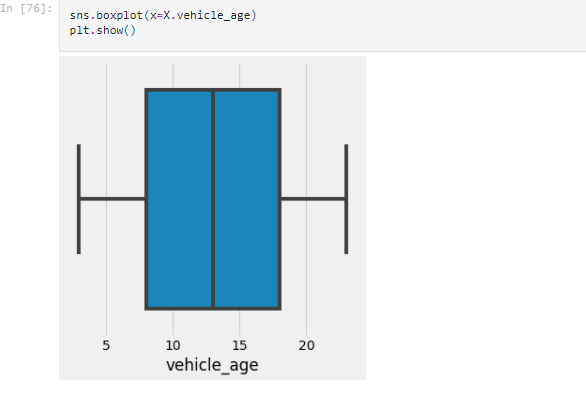 In [76]:
sns.boxplot(x=X.vehicle_age)
plt.show()
5 10 15 20
vehicle_age